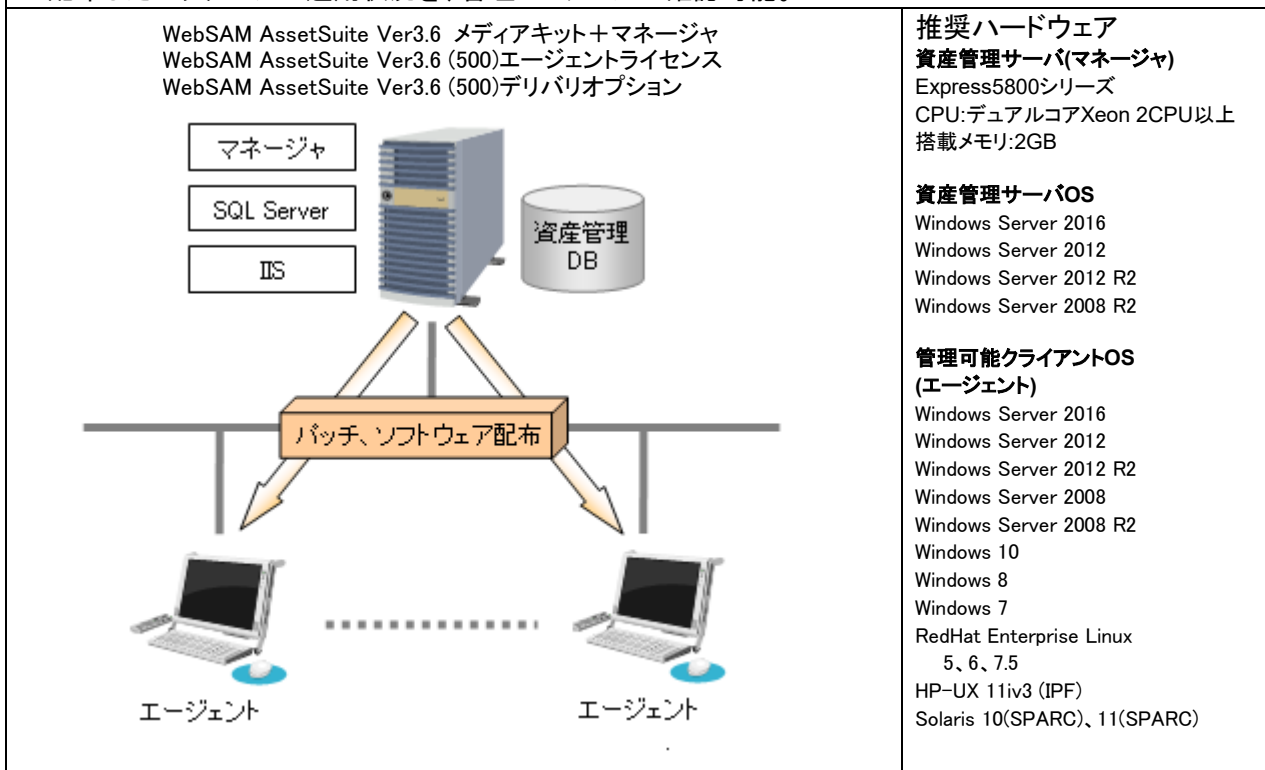 WebSAM AssetSuite Ver3.6 メディアキット＋マネージャ
WebSAM AssetSuite Ver3.6 (500)エージェントライセンス
WebSAM AssetSuite Ver3.6 (500)デリバリオプション
マネージャ
SQL Server
IIS
資産管理
DB
パッチ、ソフトウェア配布
エージェント
エージェント
推奨ハードウェア
資産管理サーバ(マネージャ)
Express5800シリーズ
CPU:デュアルコアXeon 2CPU以上
搭載メモリ:2GB
資産管理サーバOS
Windows Server 2016
Windows Server 2012
Windows Server 2012 R2
Windows Server 2008 R2
管理可能クライアントOS
(エージェント)
Windows Server 2016
Windows Server 2012
Windows Server 2012 R2
Windows Server 2008
Windows Server 2008 R2
Windows 10
Windows 8
Windows 7
RedHat Enterprise Linux
5、6、7.5
HP-UX 11iv3 (IPF)
Solaris 10(SPARC)、11(SPARC)